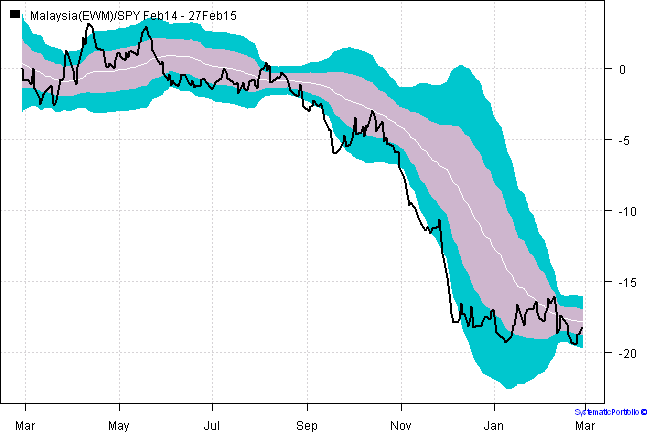 Malaysia(EWM)/SPY Feb14 - 27Feb15
0
-5
-10
-15
-20
SystematicPortfolio ©
Mar May Jul Sep Nov Jan Mar